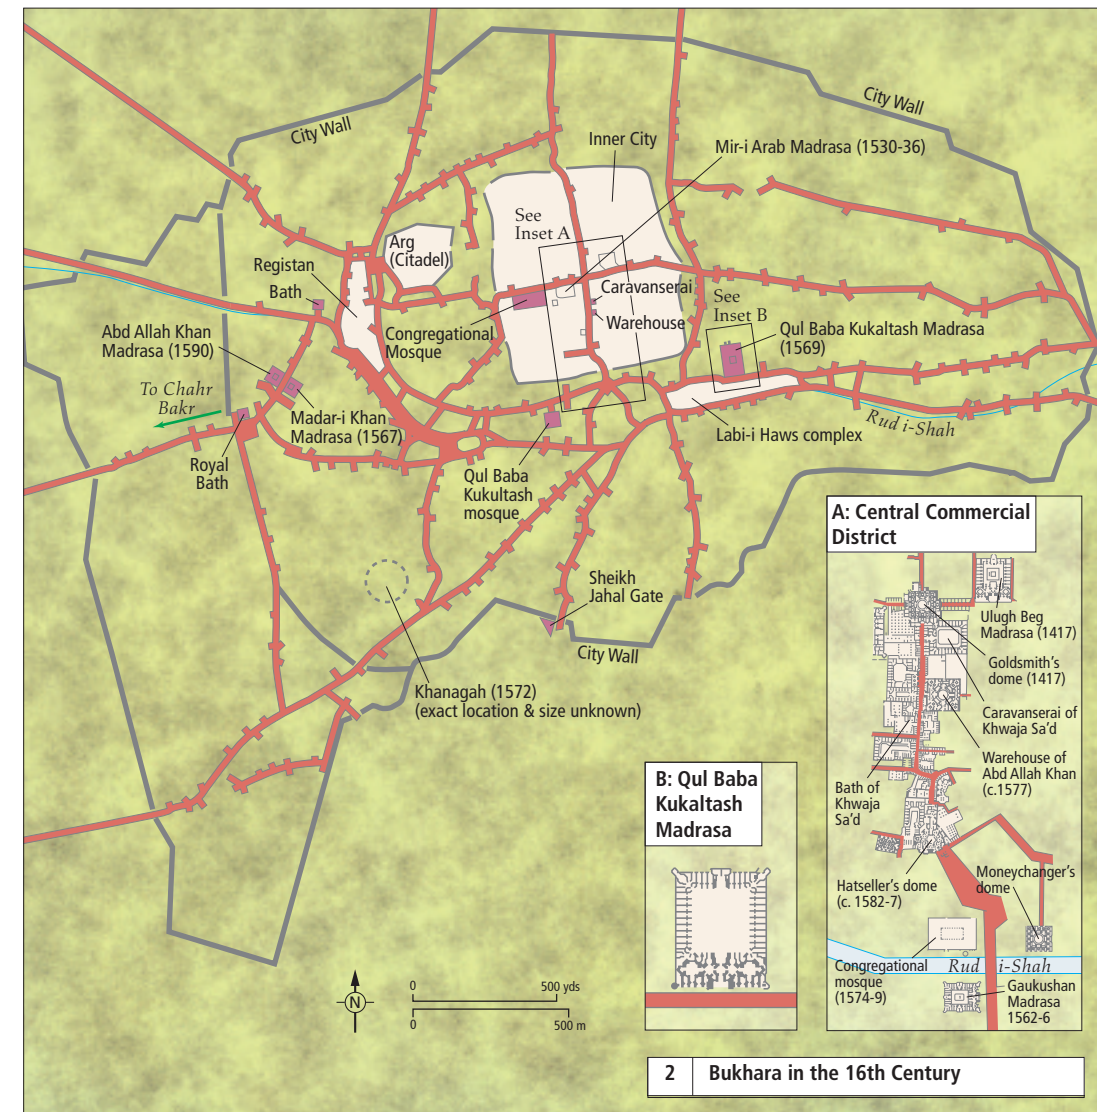 City Wall
City Wall
Inner City
Mir-i Arab Madrasa (1530-36)
See
Inset A
Arg
(Citadel)
Registan
Bath
Caravanserai
See
Inset B
Warehouse
Congregational
Mosque
Qul Baba Kukaltash Madrasa
(1569)
Abd Allah Khan
Madrasa (1590)
To Chahr
Bakr
Madar-i Khan
Madrasa (1567)
Rud i-Shah
Labi-i Haws complex
Royal
Bath
Qul Baba
Kukultash
mosque
Sheikh
Jahal Gate
City Wall
Khanagah (1572)
(exact location & size unknown)
A: Central Commercial
District
Ulugh Beg
Madrasa (1417)
Goldsmith's
dome (1417)
Caravanserai of
Khwaja Sa'd
Warehouse of
Abd Allah Khan
(c.1577)
Bath of
Khwaja
Sa'd
Hatseller's dome
(c. 1582-7)
Moneychanger's
dome
Congregational
mosque
(1574-9)
Rud i-Shah
Gaukushan
Madrasa
1562-6
B: Qul Baba
Kukaltash
Madrasa
N
0 500 yds
0 500 m
2 Bukhara in the 16th Century